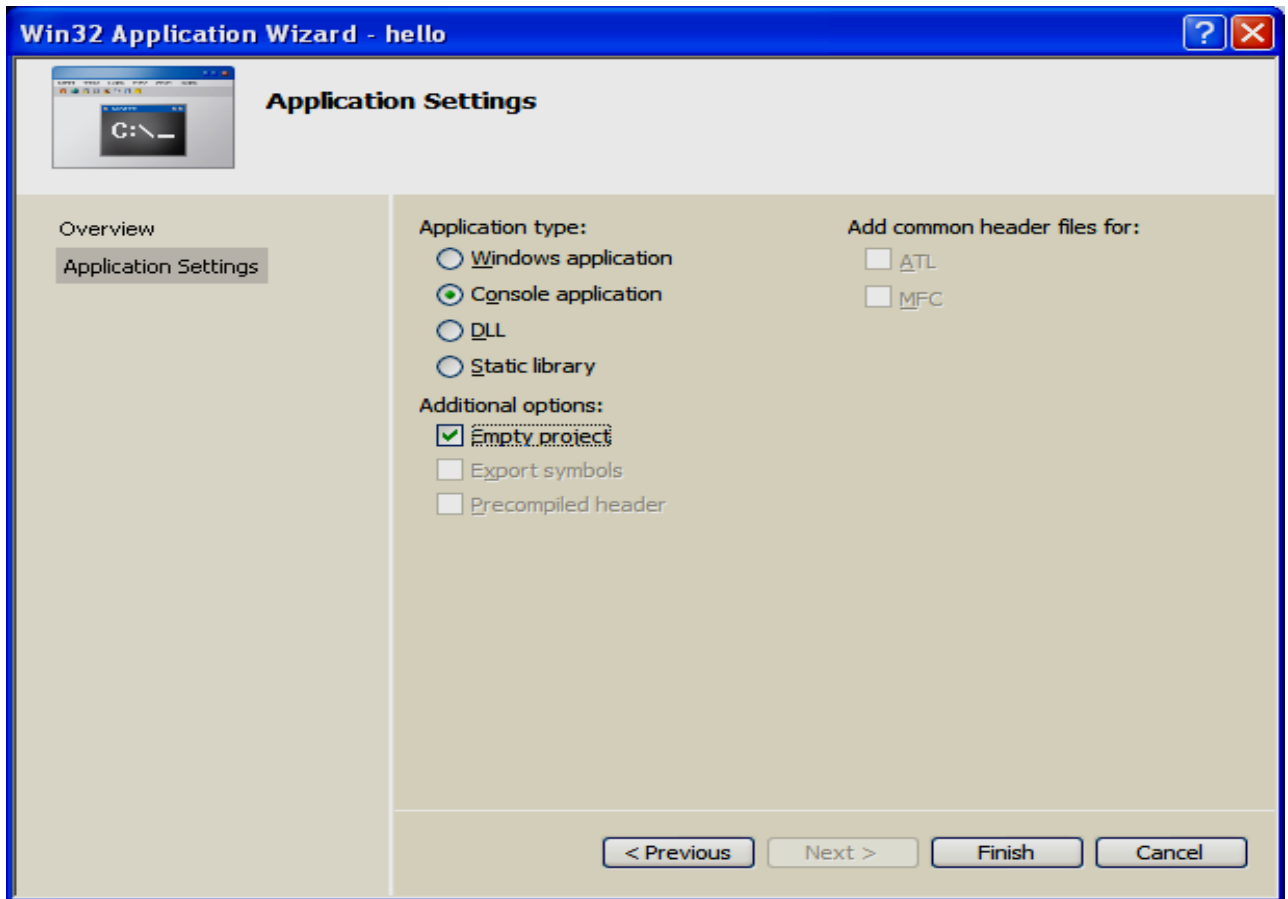 Win32 Application Wizard - hello
C:\_
Application Settings
Overview
Application Settings
Application type:
Windows application
Console application
DLL
Static library
Additional options:
Empty project
Export symbols
Precompiled header
Add common header files for:
ATL
MFC
< Previous
Next >
Finish
Cancel